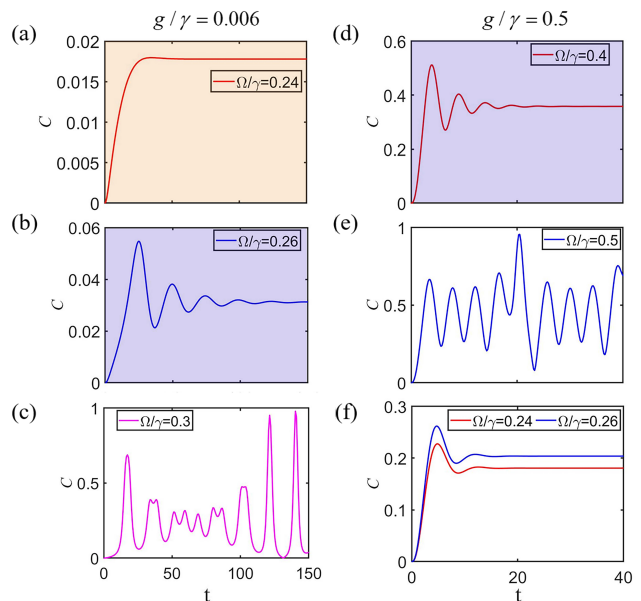 g / γ = 0.006
(a)
0.02
0.015
0.01
0.005
0
C
Ω/γ=0.24
(b)
0.06
0.04
0.02
0
C
Ω/γ=0.26
(c)
1
0.5
0
C
Ω/γ=0.3
0 50 100 150
t
g / γ = 0.5
(d)
0.6
0.4
0.2
0
C
Ω/γ=0.4
(e)
1
0.5
0
C
Ω/γ=0.5
(f)
0.3
0.2
0.1
0
C
Ω/γ=0.24 Ω/γ=0.26
0 20 40
t